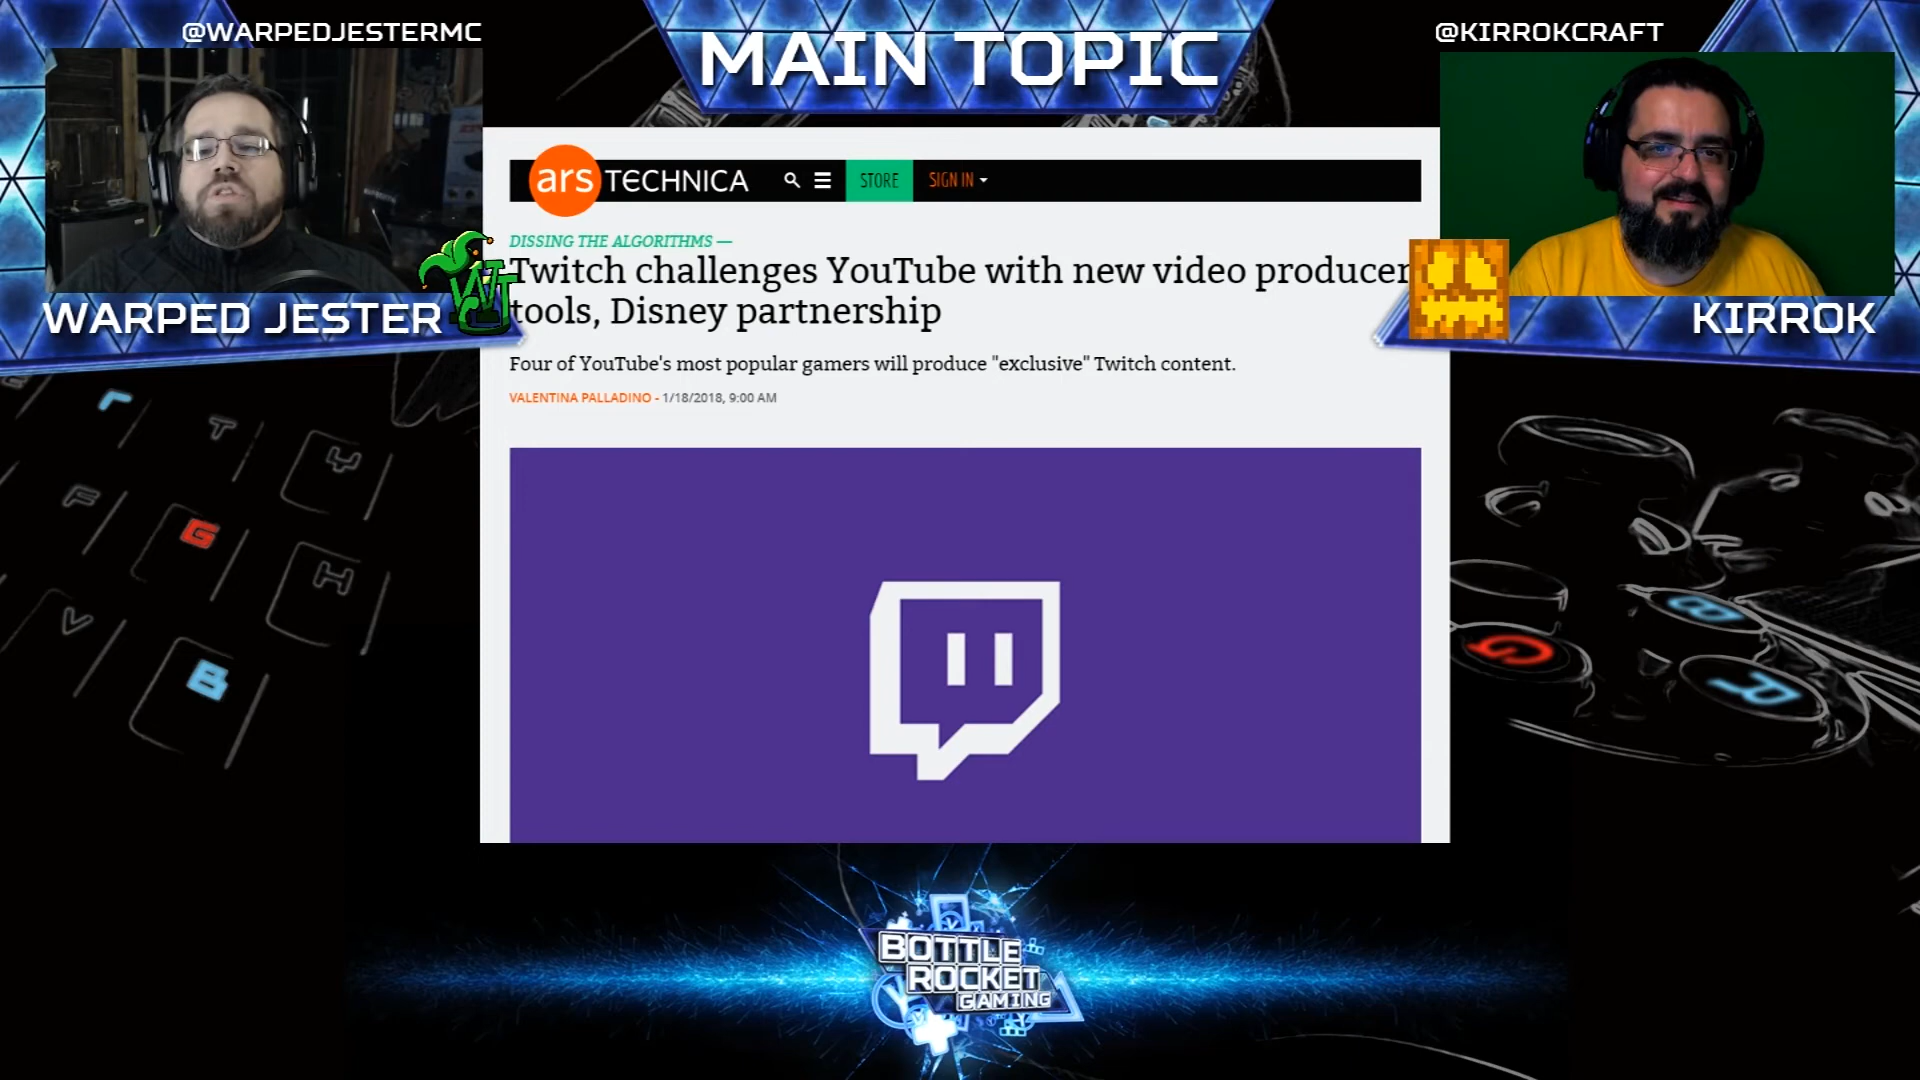 @WARPEDJESTERMC
MAIN TOPIC
@KIRROKCRAFT
ars TECHNICA
STORE
SIGN IN
DISSING THE ALGORITHMS —
Twitch challenges YouTube with new video producer
tools, Disney partnership
WARPED JESTER
WJ
KIRROK
Four of YouTube's most popular gamers will produce "exclusive" Twitch content.
VALENTINA PALLADINO - 1/18/2018, 9:00 AM
r T Y
F G H
V B
B
G R
BOTTLE
ROCKET
GAMING